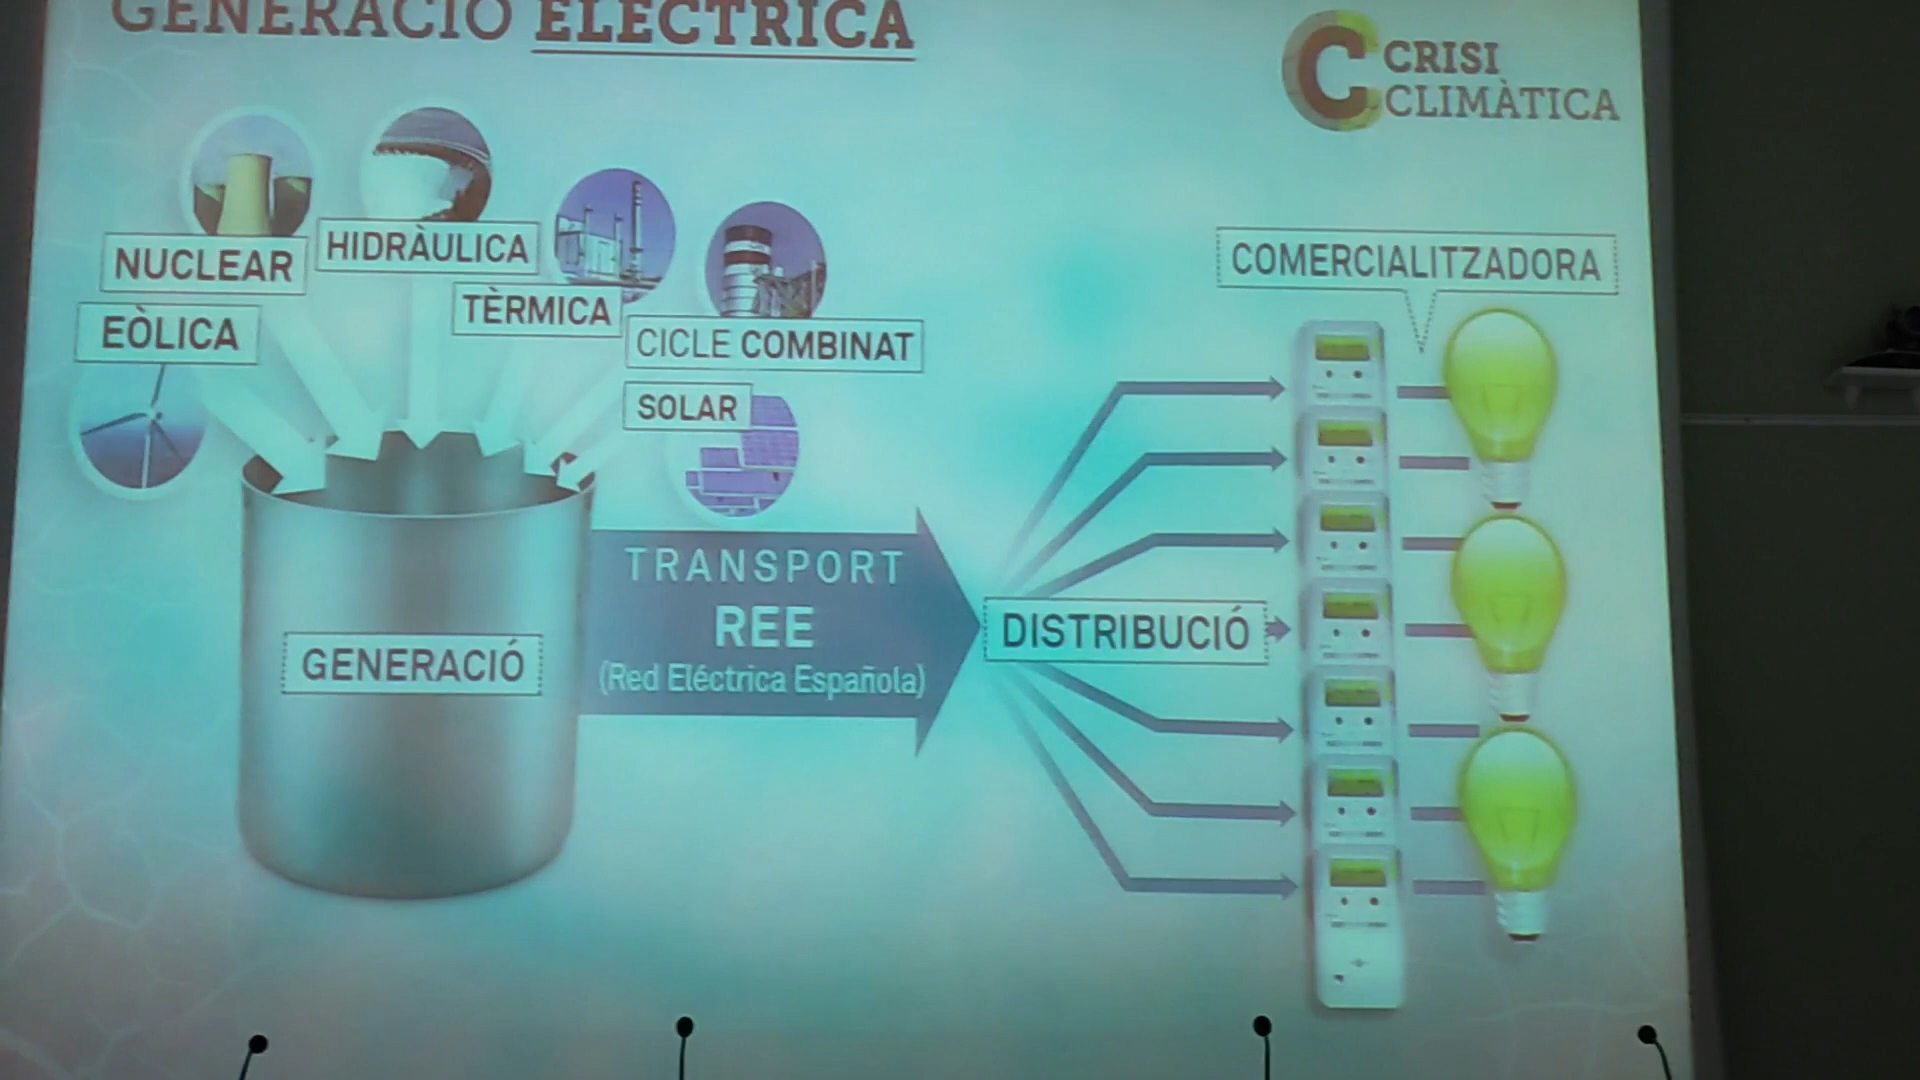 GENERACIÓ ELÈCTRICA
CRISI
CLIMÀTICA
NUCLEAR
HIDRÀULICA
EÒLICA
TÈRMICA
CICLE COMBINAT
SOLAR
COMERCIALITZADORA
GENERACIÓ
TRANSPORT
REE
(Red Eléctrica Española)
DISTRIBUCIÓ